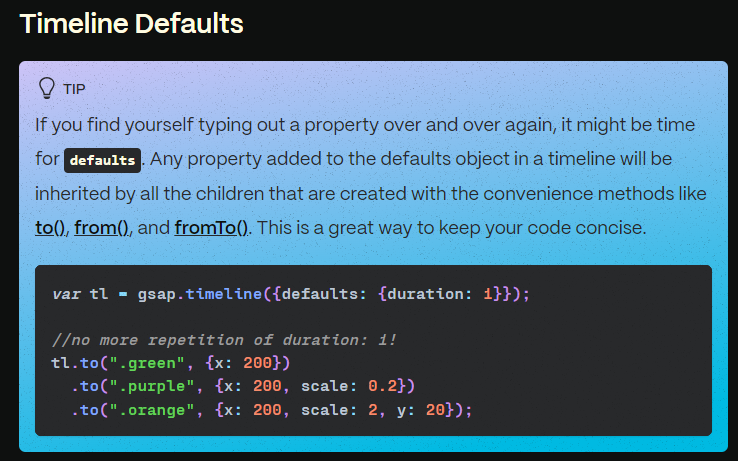 Timeline Defaults
TIP
If you find yourself typing out a property over and over again, it might be time
for defaults. Any property added to the defaults object in a timeline will be
inherited by all the children that are created with the convenience methods like
to(), from(), and fromTo(). This is a great way to keep your code concise.
var tl = gsap.timeline({defaults: {duration: 1}});
//no more repetition of duration: 1!
tl.to(".green", {x: 200})
  .to(".purple", {x: 200, scale: 0.2})
  .to(".orange", {x: 200, scale: 2, y: 20});